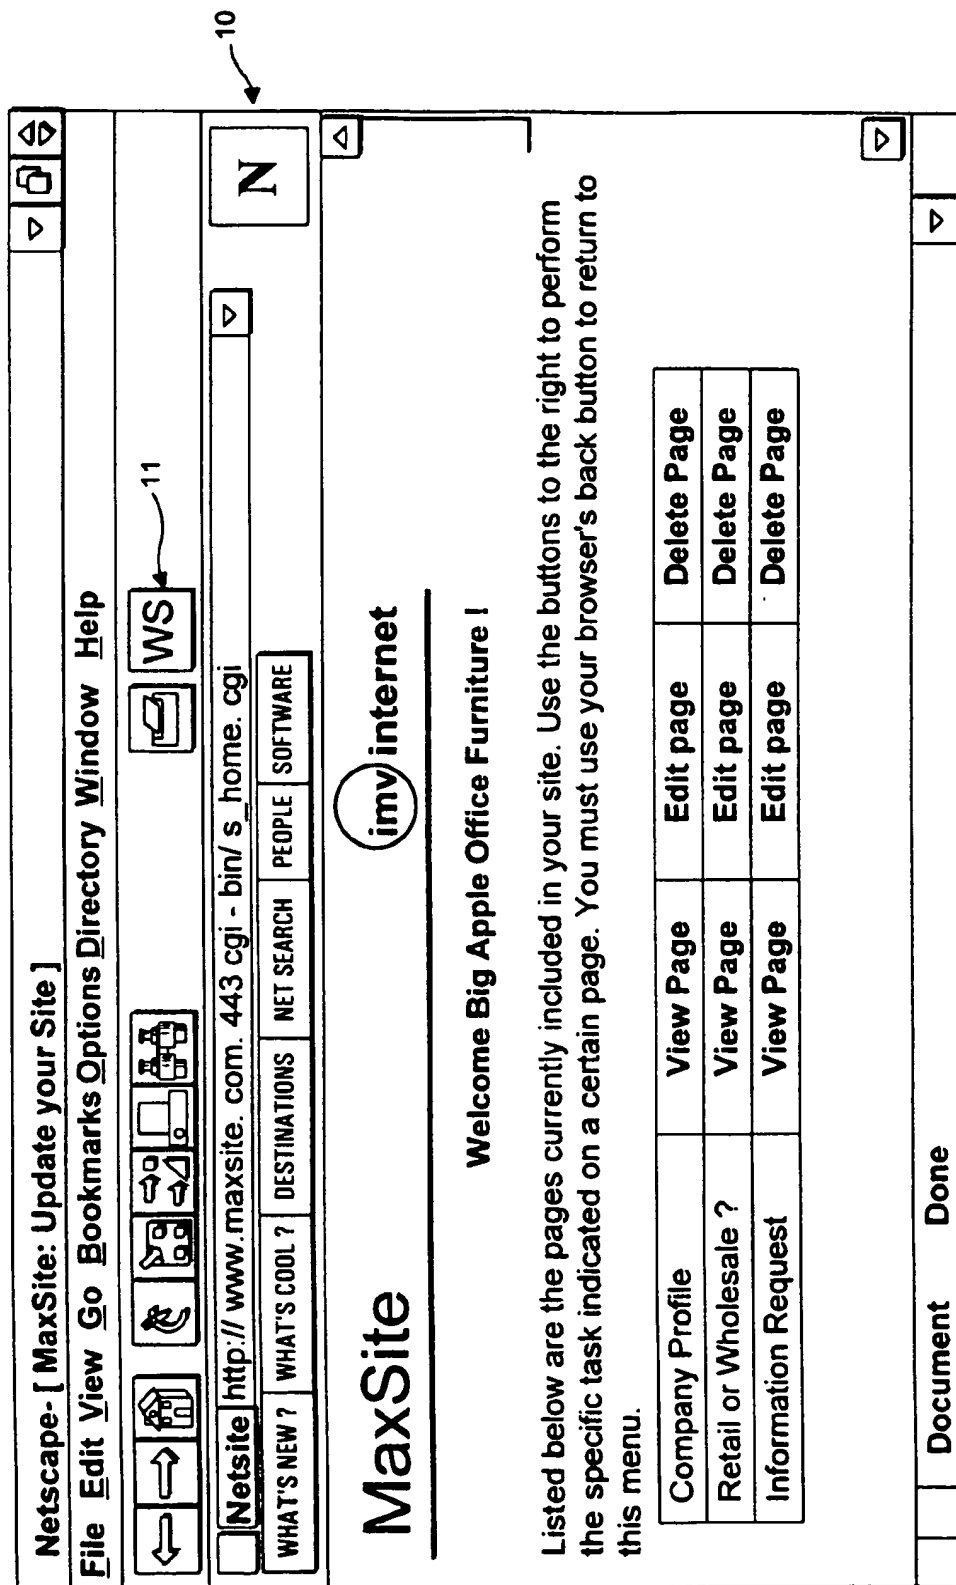 Netscape- [ MaxSite: Update your Site ]
File Edit View Go Bookmarks Options Directory Window Help
WS
11
10
Netsite http:// www.maxsite. com. 443 cgi - bin/ s_home. cgi
N
WHAT'S NEW ? WHAT'S COOL ? DESTINATIONS NET SEARCH PEOPLE SOFTWARE
MaxSite imv internet
Welcome Big Apple Office Furniture !
Listed below are the pages currently included in your site. Use the buttons to the right to perform
the specific task indicated on a certain page. You must use your browser's back button to return to
this menu.
Company Profile View Page Edit page Delete Page
Retail or Wholesale ? View Page Edit page Delete Page
Information Request View Page Edit page Delete Page
Document Done